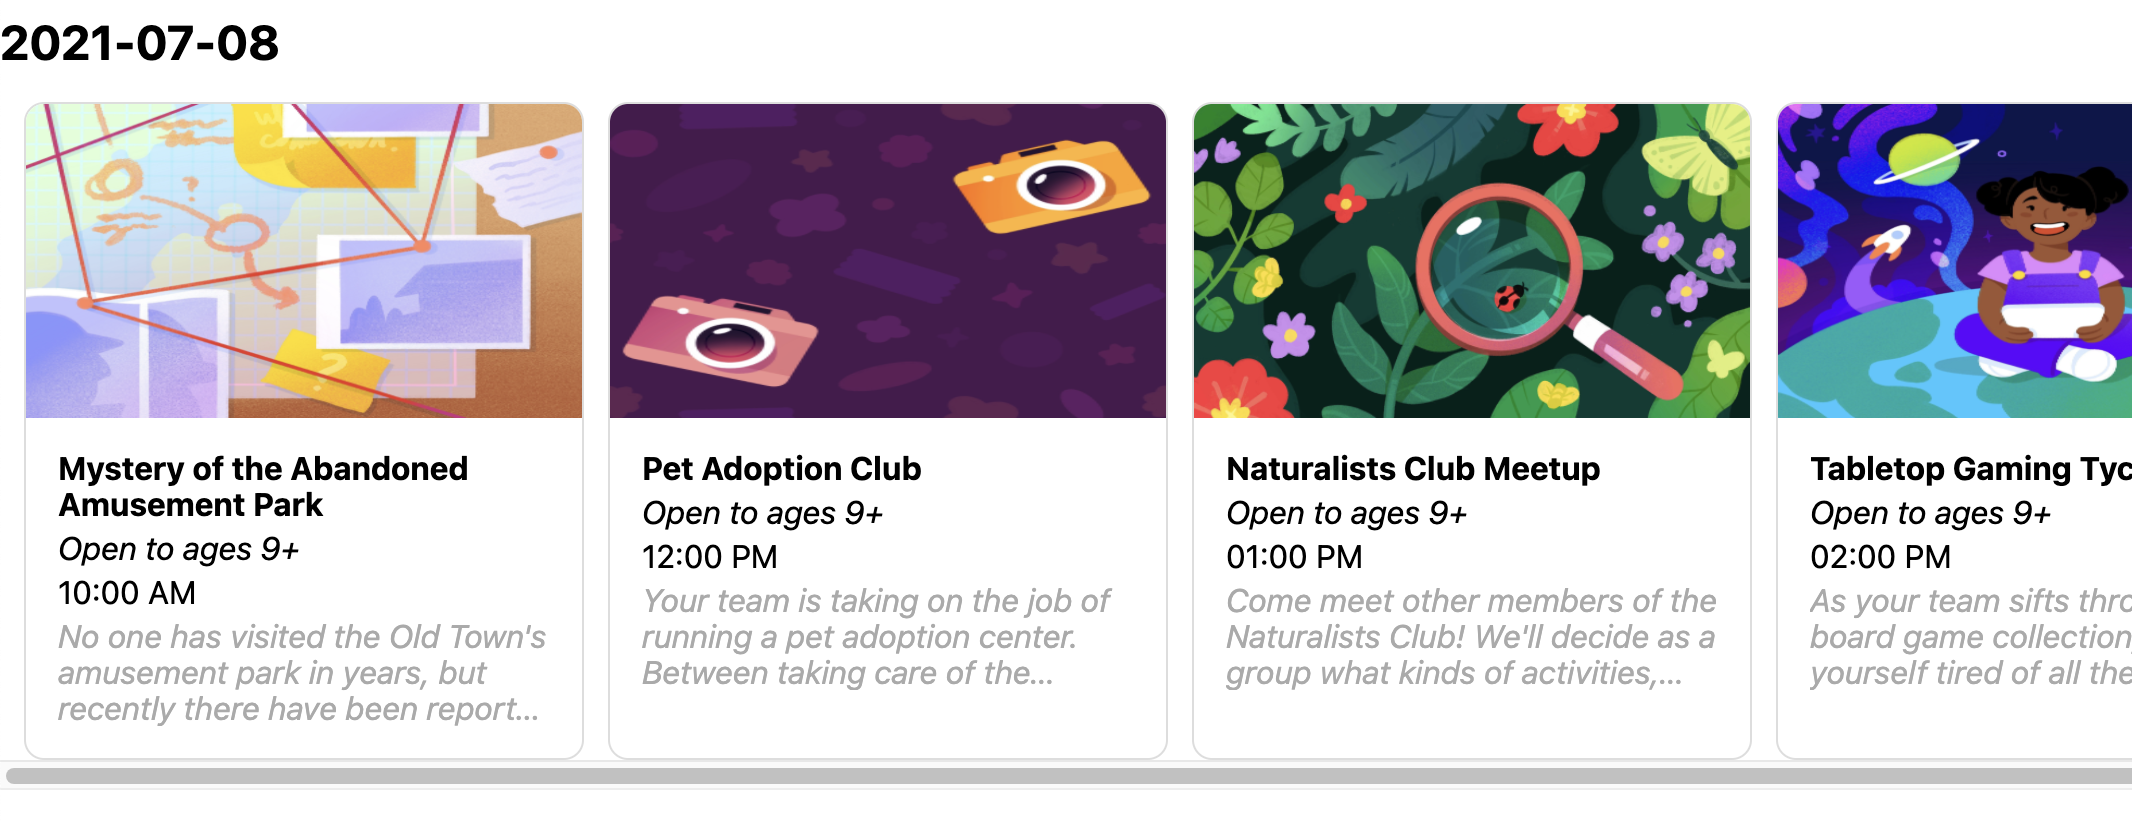 2021-07-08
Mystery of the Abandoned
Amusement Park
Open to ages 9+
10:00 AM
No one has visited the Old Town's
amusement park in years, but
recently there have been report...
Pet Adoption Club
Open to ages 9+
12:00 PM
Your team is taking on the job of
running a pet adoption center.
Between taking care of the...
Naturalists Club Meetup
Open to ages 9+
01:00 PM
Come meet other members of the
Naturalists Club! We'll decide as a
group what kinds of activities,...
Tabletop Gaming Tyc
Open to ages 9+
02:00 PM
As your team sifts thro
board game collection,
yourself tired of all the
?
?